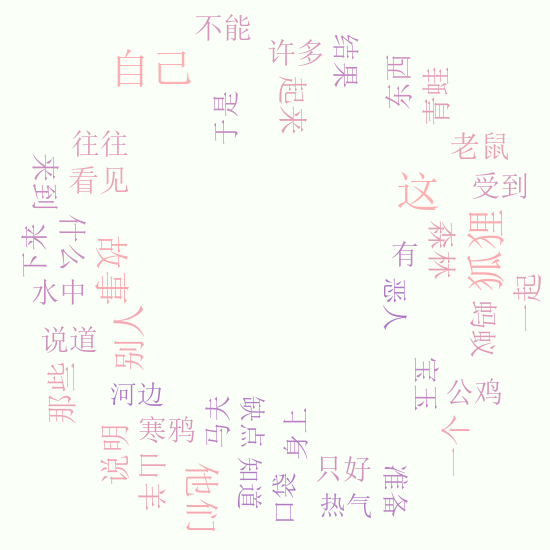 不能
自己
许多
结果
东西
青蛙
起来
于是
往往
老鼠
看见
来到
受到
这
狐狸
森林
有
什么
下来
故事
水中
恶人
一起
蚂蚁
说道
别人
那些
河边
宝玉
公鸡
一个
寒鸦
说明
马夫
缺点
身上
山羊
他们
知道
口袋
只好
热气
准备